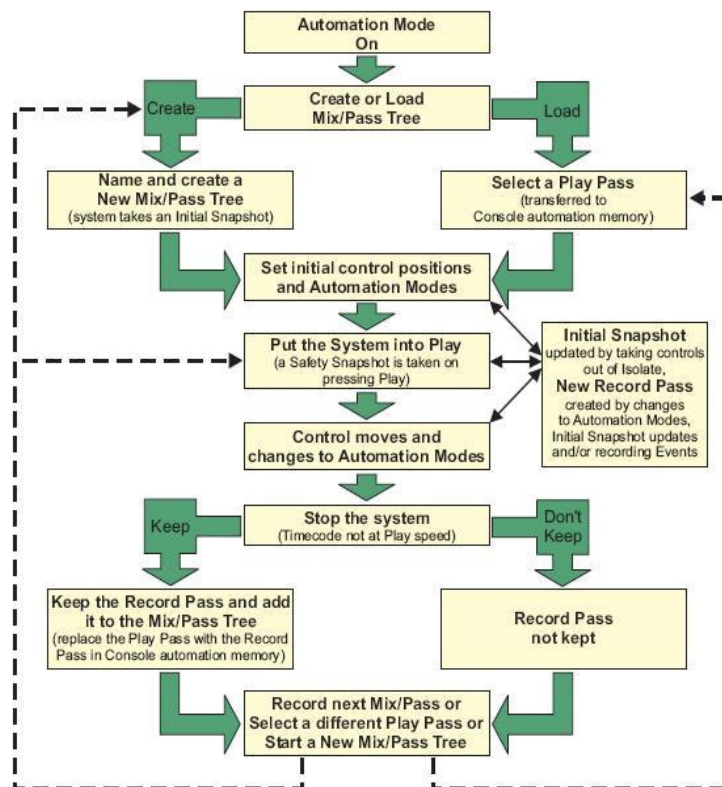 Automation Mode
On
Create
Create or Load
Mix/Pass Tree
Load
Name and create a
New Mix/Pass Tree
(system takes an Initial Snapshot)
Select a Play Pass
(transferred to
Console automation memory)
Set initial control positions
and Automation Modes
Put the System into Play
(a Safety Snapshot is taken on
pressing Play)
Initial Snapshot
updated by taking controls
out of Isolate,
New Record Pass
created by changes
to Automation Modes,
Initial Snapshot updates
and/or recording Events
Control moves and
changes to Automation Modes
Keep
Stop the system
(Timecode not at Play speed)
Don't
Keep
Keep the Record Pass and add
it to the Mix/Pass Tree
(replace the Play Pass with the Record
Pass in Console automation memory)
Record Pass
not kept
Record next Mix/Pass or
Select a different Play Pass or
Start a New Mix/Pass Tree